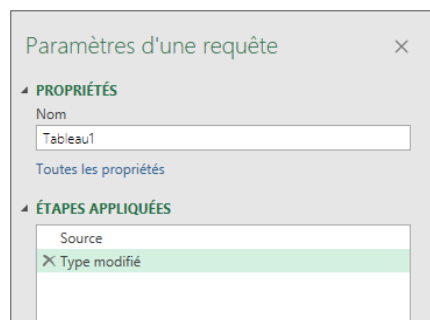 Paramètres d'une requête
PROPRIÉTÉS
Nom
Tableau1
Toutes les propriétés
ÉTAPES APPLIQUÉES
Source
Type modifié